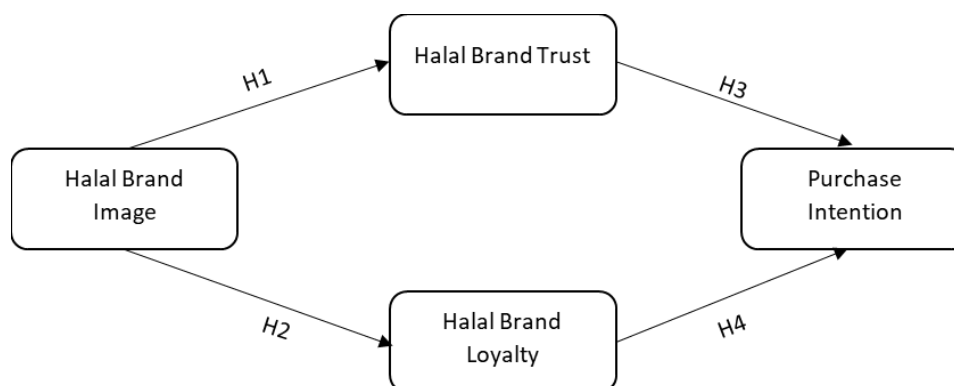 Halal Brand Trust
H1
H3
Halal Brand
Image
Purchase
Intention
H2
Halal Brand
Loyalty
H4